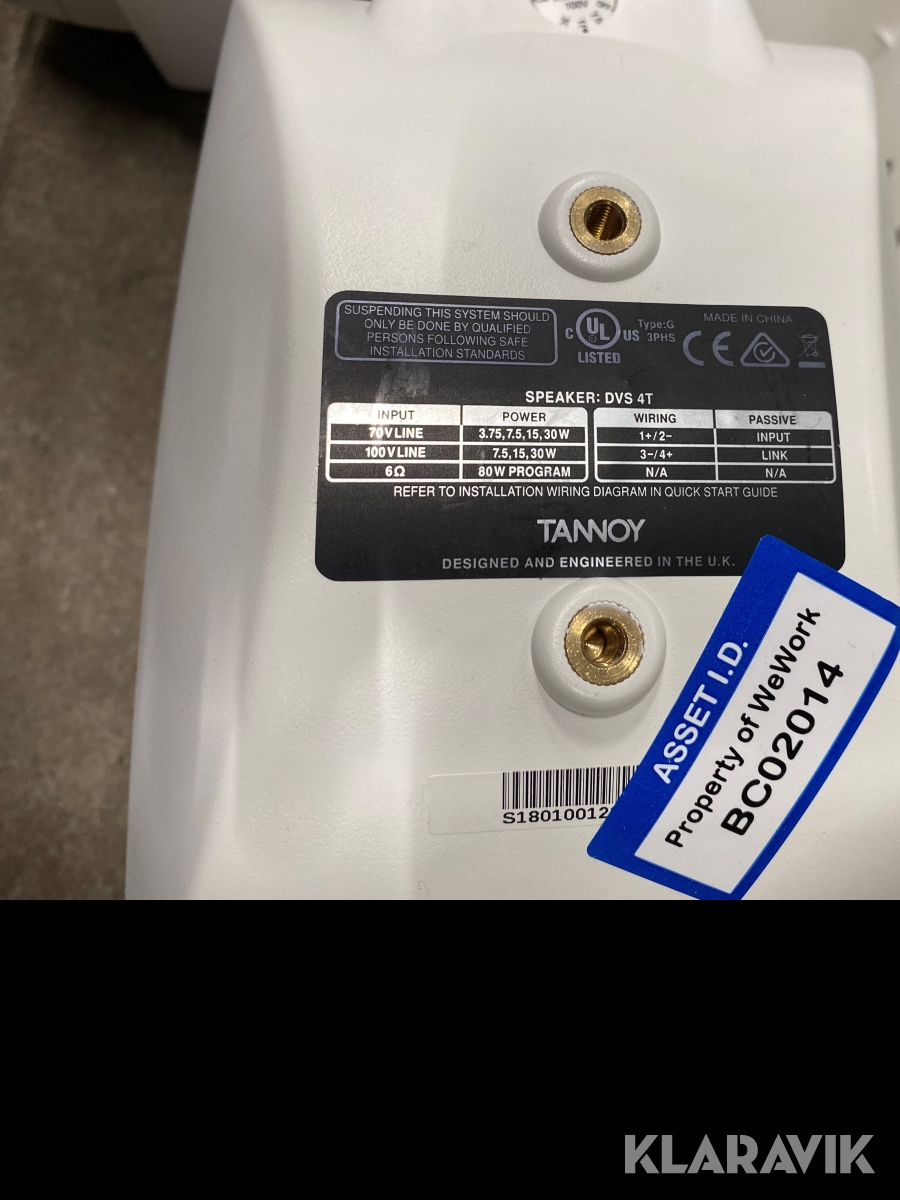 100V
SUSPENDING THIS SYSTEM SHOULD
ONLY BE DONE BY QUALIFIED
PERSONS FOLLOWING SAFE
INSTALLATION STANDARDS
C UL US
LISTED
Type:G
3PHS
MADE IN CHINA
CE
SPEAKER: DVS 4T
INPUT POWER WIRING PASSIVE
70V LINE 3.75,7.5,15,30W 1+/2- INPUT
100V LINE 7.5,15,30W 3-/4+ LINK
6Ω 80W PROGRAM N/A N/A
REFER TO INSTALLATION WIRING DIAGRAM IN QUICK START GUIDE
TANNOY
DESIGNED AND ENGINEERED IN THE U.K.
ASSET I.D.
Property of WeWork
BC02014
S18010012
KLARAVIK